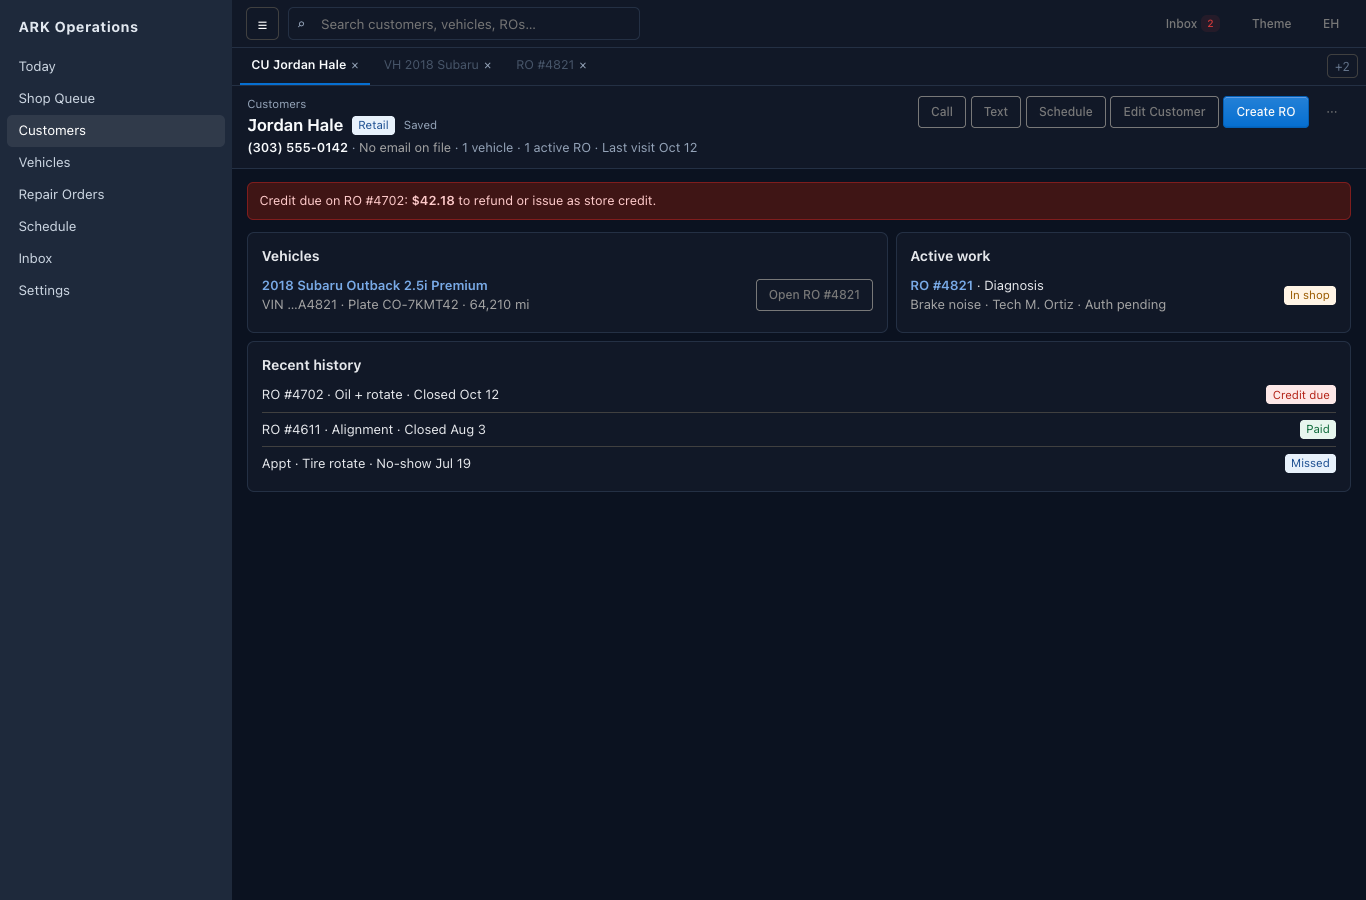 ARK Operations
Today
Shop Queue
Customers
Vehicles
Repair Orders
Schedule
Inbox
Settings
Search customers, vehicles, ROs...
Inbox 2
Theme
EH
CU Jordan Hale ×
VH 2018 Subaru ×
RO #4821 ×
+2
Customers
Jordan Hale Retail Saved
(303) 555-0142 · No email on file · 1 vehicle · 1 active RO · Last visit Oct 12
Call
Text
Schedule
Edit Customer
Create RO
...
Credit due on RO #4702: $42.18 to refund or issue as store credit.
Vehicles
2018 Subaru Outback 2.5i Premium
VIN ...A4821 · Plate CO-7KMT42 · 64,210 mi
Open RO #4821
Active work
RO #4821 · Diagnosis
Brake noise · Tech M. Ortiz · Auth pending
In shop
Recent history
RO #4702 · Oil + rotate · Closed Oct 12
Credit due
RO #4611 · Alignment · Closed Aug 3
Paid
Appt · Tire rotate · No-show Jul 19
Missed